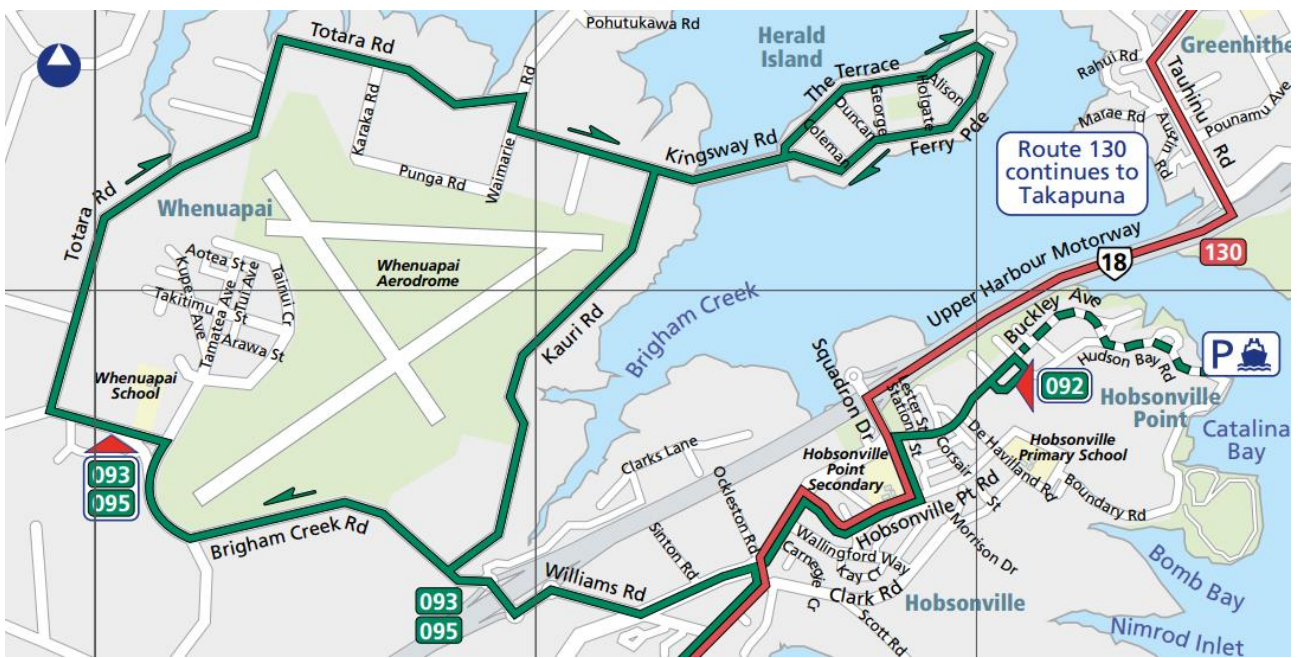 Totara Rd
Pohutukawa Rd
Herald
Island
Greenhithe
Rahui Rd
Tauhinu Rd
Marae Rd
Austin Rd
Pounamu Ave
Karaka Rd
Waimarie Rd
Punga Rd
The Terrace
Alison
Holgate
George
Duncan
Coleman
Ferry Pde
Kingsway Rd
Route 130
continues to
Takapuna
Totara Rd
Whenuapai
Whenuapai
Aerodrome
Aotea St
Kupe Ave
Takitimu St
Tamatea Ave
Tui Ave
Tainui Cr
Arawa St
Whenuapai
School
Kauri Rd
Brigham Creek
Upper Harbour Motorway
18
130
Buckley Ave
Hudson Bay Rd
P
092
Hobsonville
Point
Catalina
Bay
Squadron Dr
Lester St
Station St
De Havilland Rd
Corsair St
Hobsonville
Primary School
Boundary Rd
Hobsonville
Point
Secondary
Hobsonville Pt Rd
Morrison Dr
Clarks Lane
Ockleston Rd
Sinton Rd
093
095
Brigham Creek Rd
093
095
Williams Rd
Wallingford Way
Kay Cr
Carnegie Cr
Clark Rd
Scott Rd
Hobsonville
Bomb Bay
Nimrod Inlet